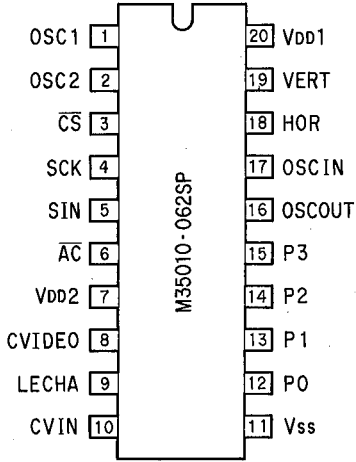 OSC1 1 20 VDD1
OSC2 2 19 VERT
C̅S̅ 3 18 HOR
SCK 4 17 OSCIN
SIN 5 16 OSCOUT
A̅C̅ 6 15 P3
VDD2 7 14 P2
CVIDEO 8 13 P1
LECHA 9 12 P0
CVIN 10 11 Vss
M35010-062SP